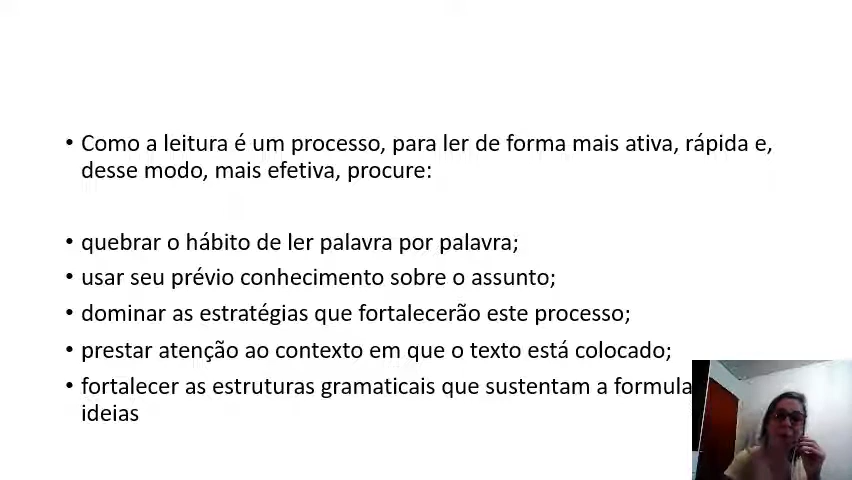 • Como a leitura é um processo, para ler de forma mais ativa, rápida e,
desse modo, mais efetiva, procure:
• quebrar o hábito de ler palavra por palavra;
• usar seu prévio conhecimento sobre o assunto;
• dominar as estratégias que fortalecerão este processo;
• prestar atenção ao contexto em que o texto está colocado;
• fortalecer as estruturas gramaticais que sustentam a
ideias